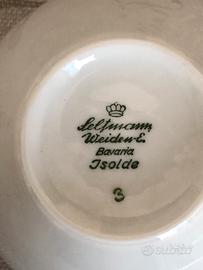 Seltmann
Weiden-E.
Bavaria
Isolde
3
subito